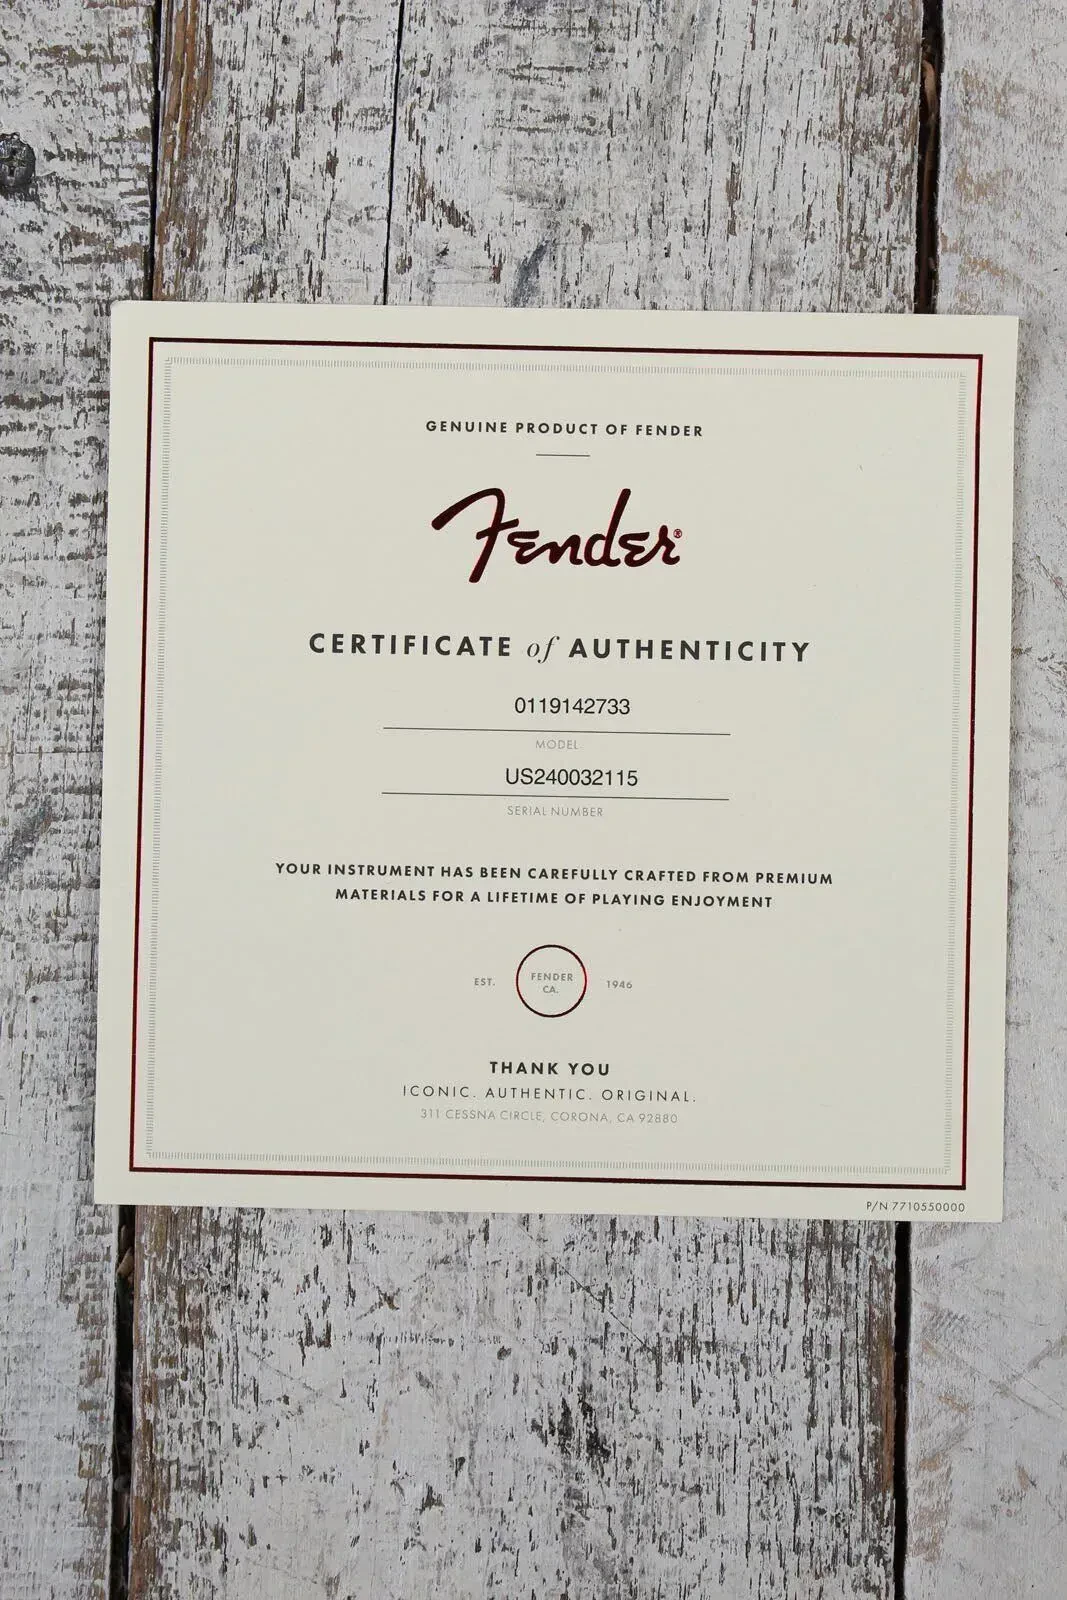 GENUINE PRODUCT OF FENDER
Fender®
CERTIFICATE of AUTHENTICITY
0119142733
MODEL
US240032115
SERIAL NUMBER
YOUR INSTRUMENT HAS BEEN CAREFULLY CRAFTED FROM PREMIUM
MATERIALS FOR A LIFETIME OF PLAYING ENJOYMENT
EST. FENDER CA. 1946
THANK YOU
ICONIC. AUTHENTIC. ORIGINAL.
311 CESSNA CIRCLE, CORONA, CA 92880
P/N 7710550000